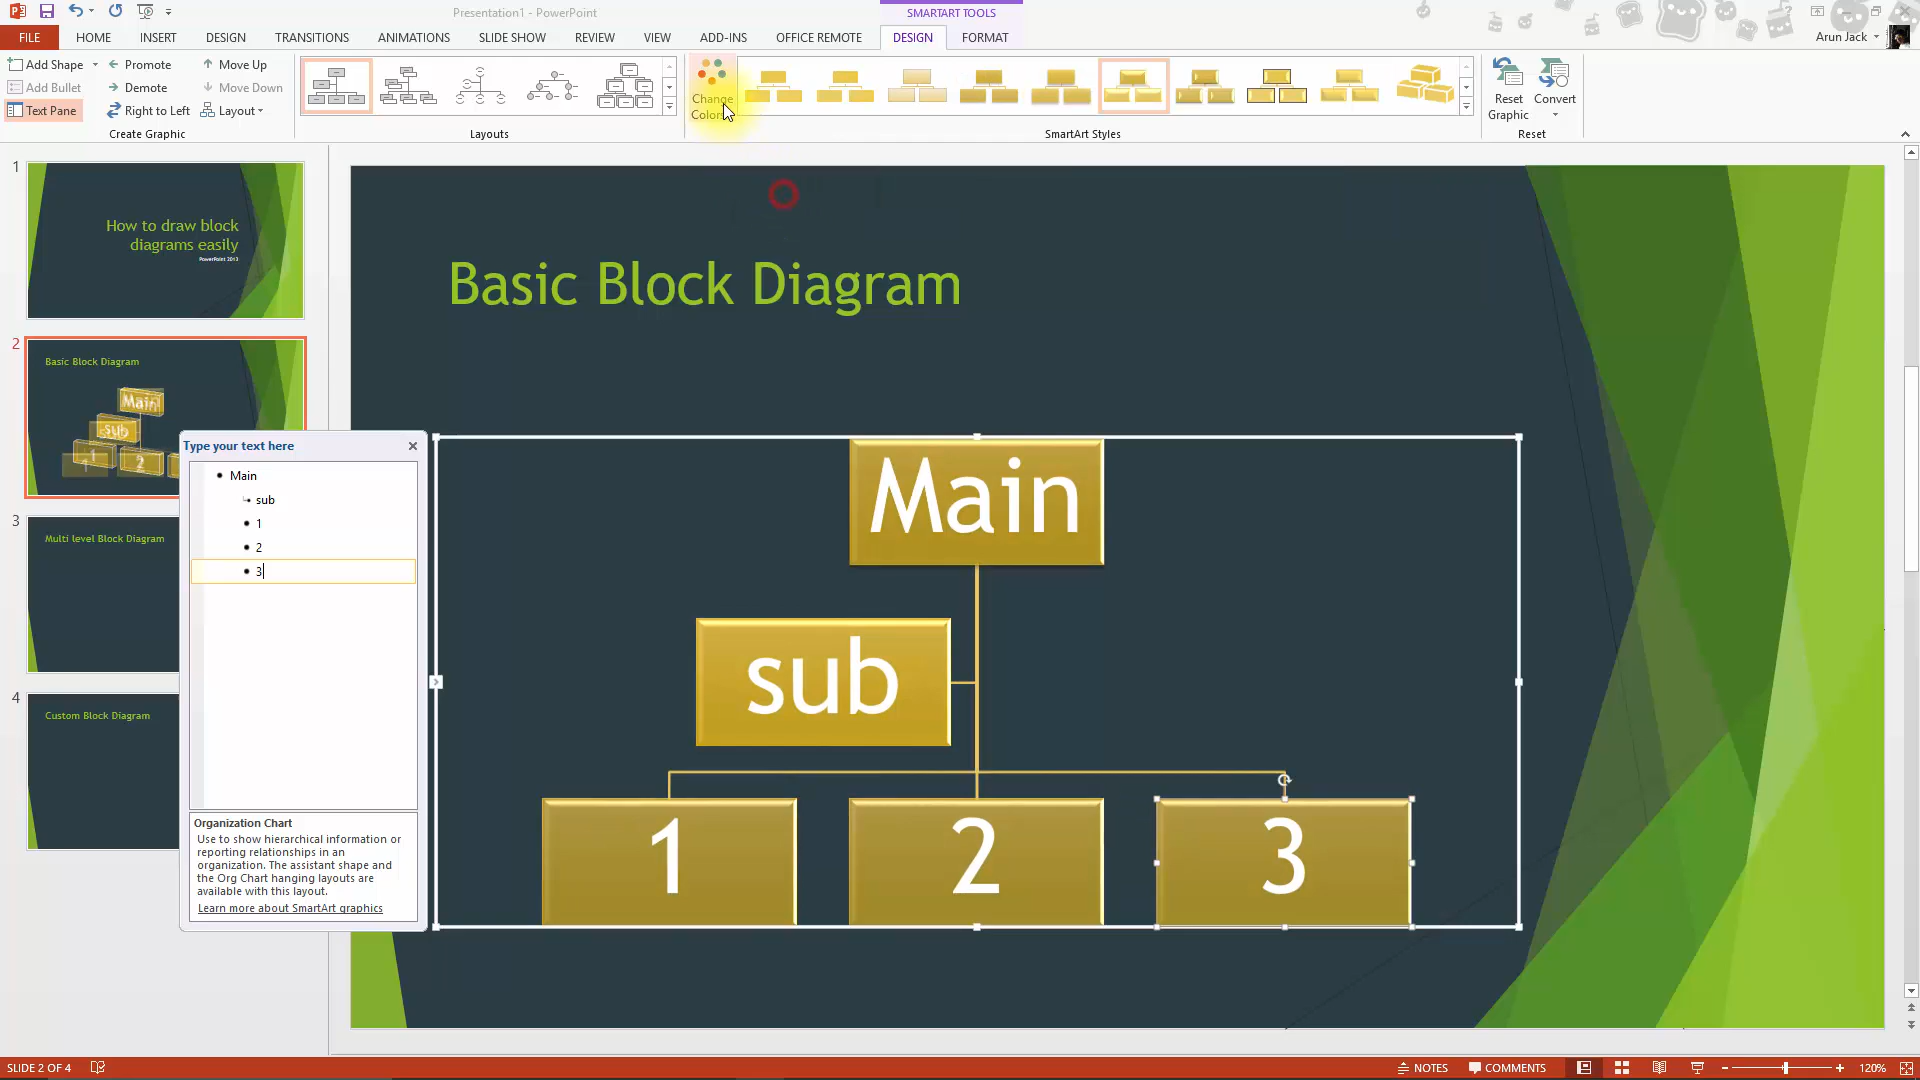 Presentation1 - PowerPoint
SMARTART TOOLS
FILE
HOME
INSERT
DESIGN
TRANSITIONS
ANIMATIONS
SLIDE SHOW
REVIEW
VIEW
ADD-INS
OFFICE REMOTE
DESIGN
FORMAT
Arun Jack
Add Shape
Promote
Move Up
Add Bullet
Demote
Move Down
Text Pane
Right to Left
Layout
Create Graphic
Layouts
Change
Colors
SmartArt Styles
Reset
Graphic
Convert
Reset
1
How to draw block
diagrams easily
PowerPoint 2013
2
Basic Block Diagram
Main
sub
1
2
3
Multi level Block Diagram
4
Custom Block Diagram
Type your text here
Main
sub
1
2
3
Organization Chart
Use to show hierarchical information or
reporting relationships in an
organization. The assistant shape and
the Org Chart hanging layouts are
available with this layout.
Learn more about SmartArt graphics
Basic Block Diagram
Main
sub
1
2
3
SLIDE 2 OF 4
NOTES
COMMENTS
120%